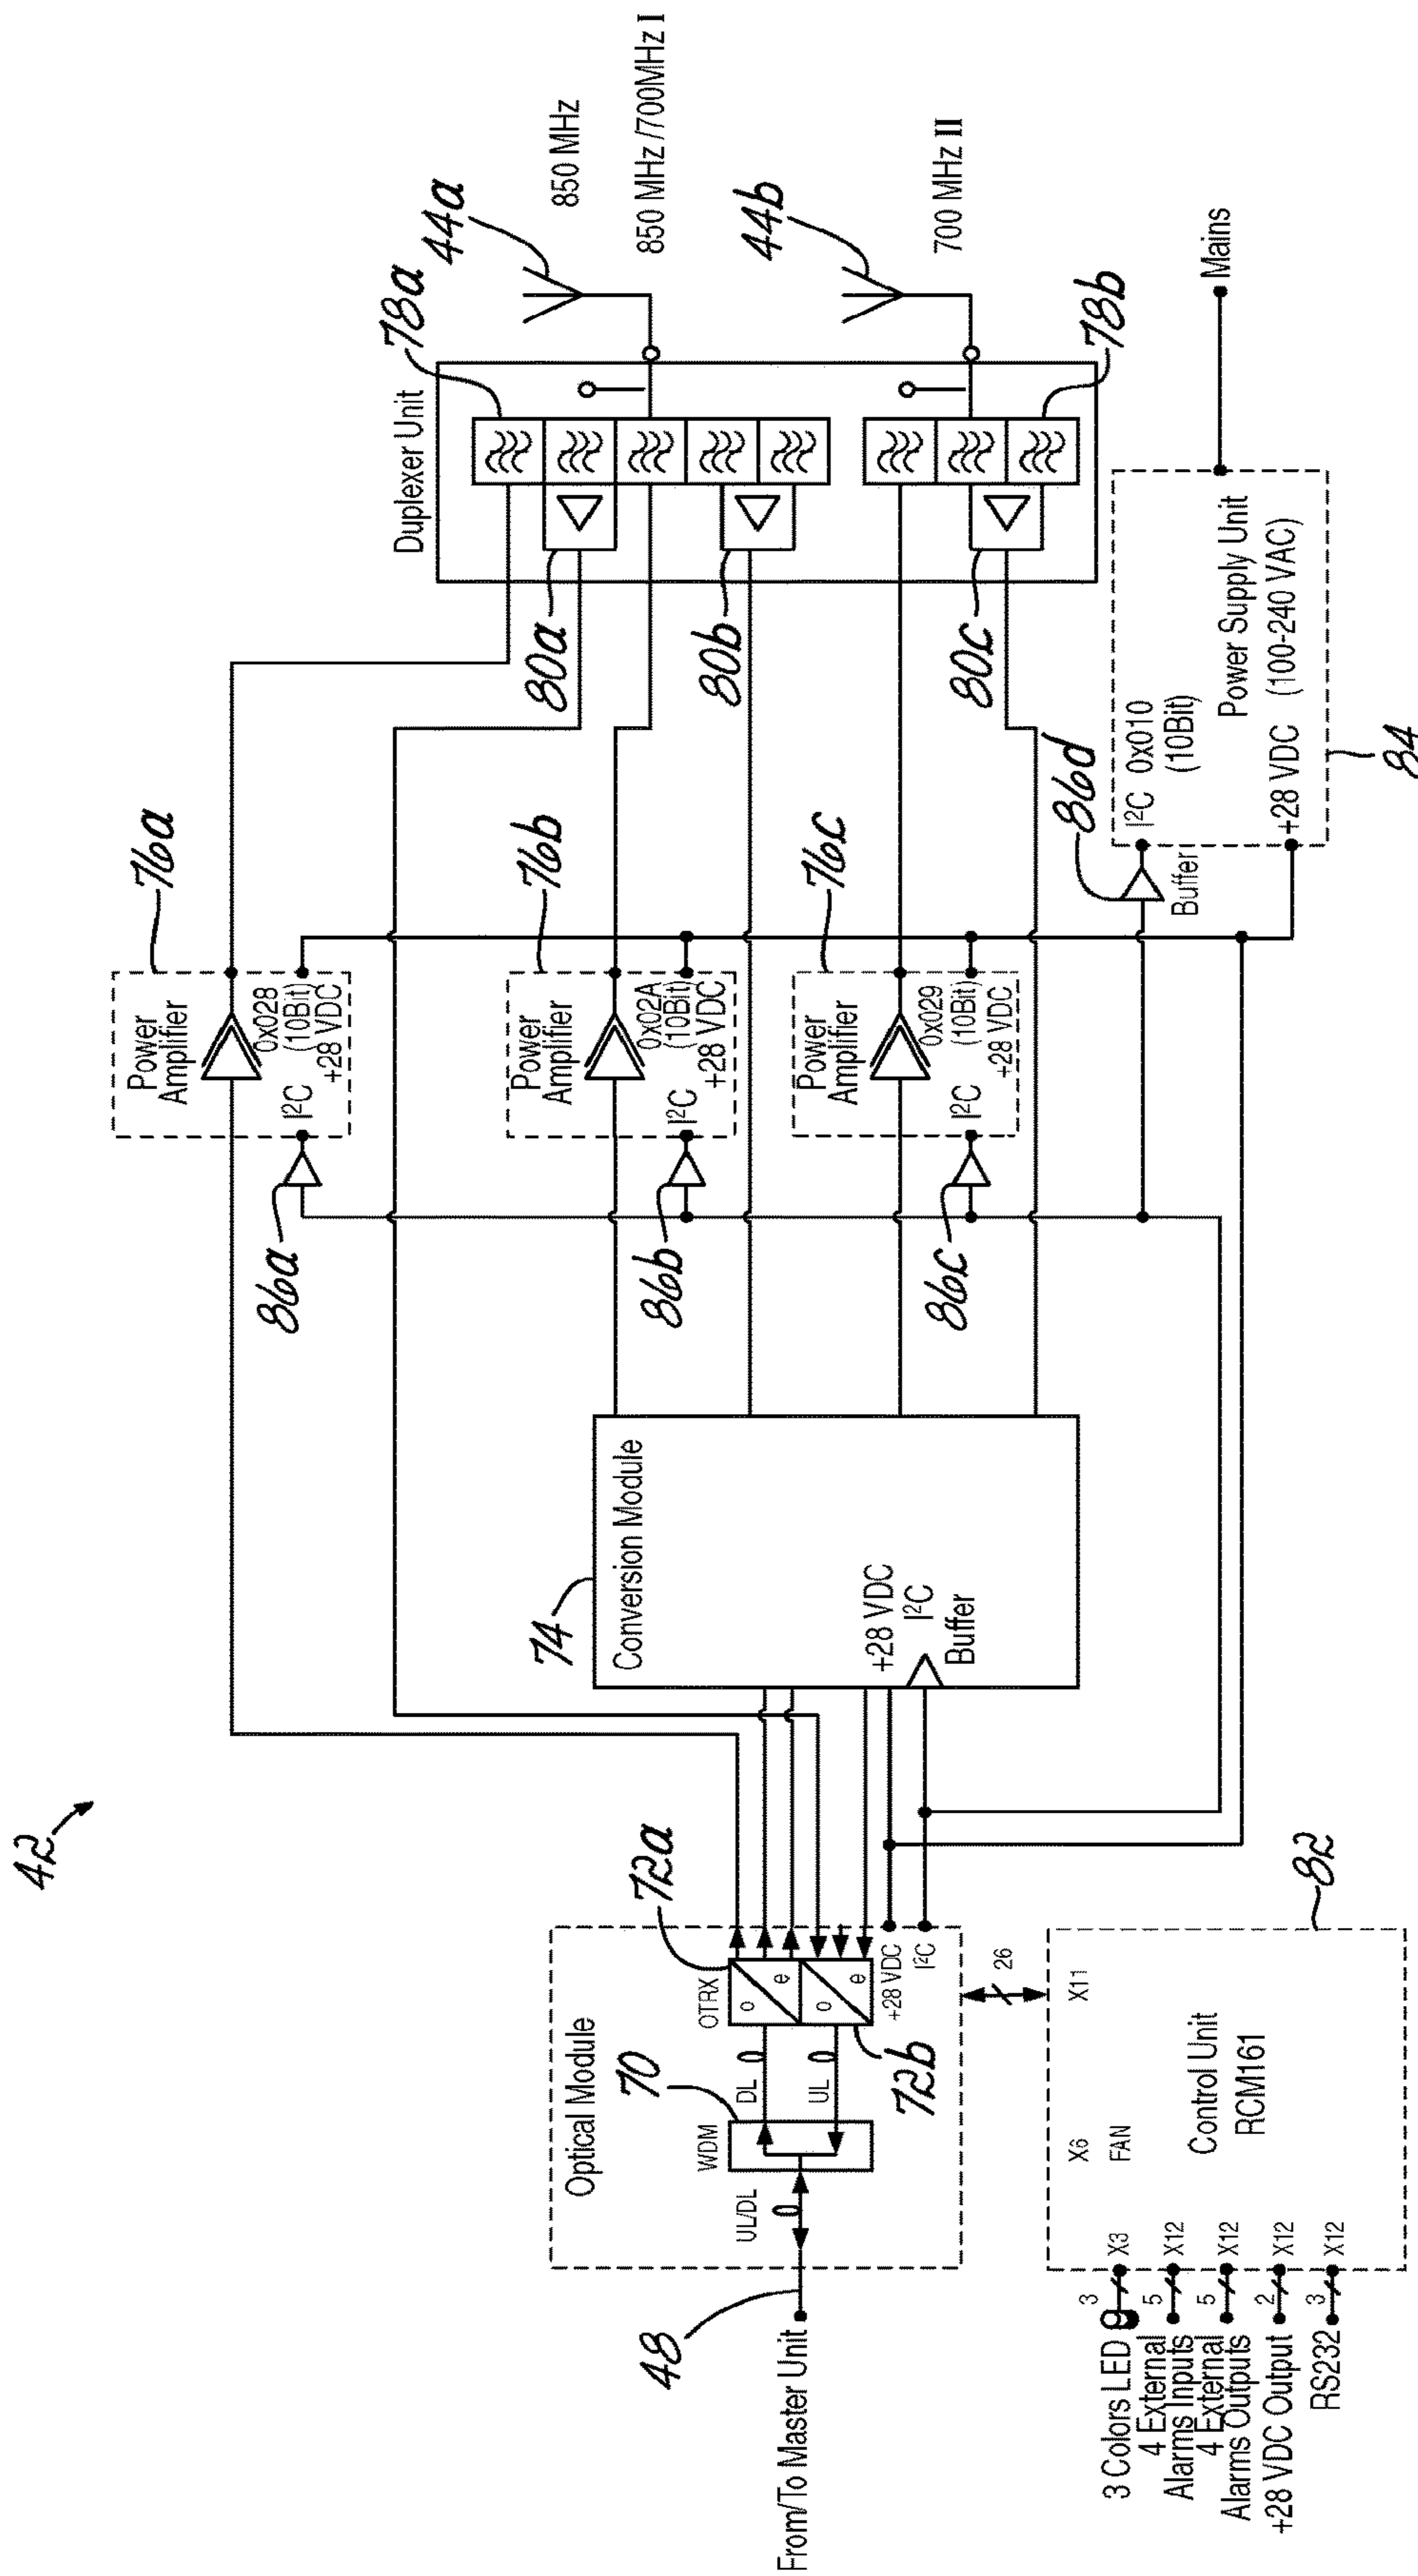 42
From/To Master Unit
48
Optical Module
UL/DL
WDM
70
DL
UL
OTRX
o
e
o
e
72a
72b
+28 VDC
I²C
26
3 Colors LED
4 External
Alarms Inputs
4 External
Alarms Outputs
+28 VDC Output
RS232
3
5
5
2
3
X3
X12
X12
X12
X12
X6
FAN
X11
Control Unit
RCM161
82
74
Conversion Module
+28 VDC
I²C
Buffer
86a
Power
Amplifier
I²C
0x028
(10Bit)
+28 VDC
76a
86b
Power
Amplifier
I²C
0x02A
(10Bit)
+28 VDC
76b
86c
Power
Amplifier
I²C
0x029
(10Bit)
+28 VDC
76c
86d
Buffer
I²C 0x010
(10Bit)
Power Supply Unit
+28 VDC (100-240 VAC)
84
Mains
Duplexer Unit
80a
80b
80c
78a
78b
44a
44b
850 MHz
850 MHz /700MHz I
700 MHz II